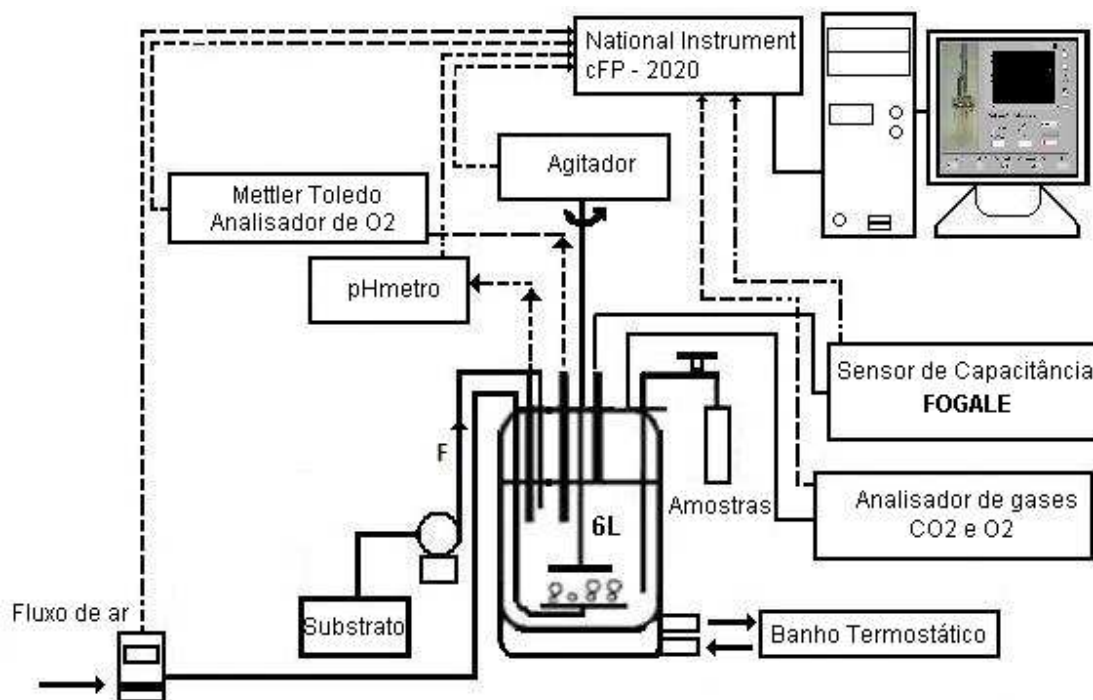 National Instrument
cFP - 2020
Agitador
Mettler Toledo
Analisador de O2
pHmetro
Sensor de Capacitância
FOGALE
F
6L
Amostras
Analisador de gases
CO2 e O2
Fluxo de ar
Substrato
Banho Termostático